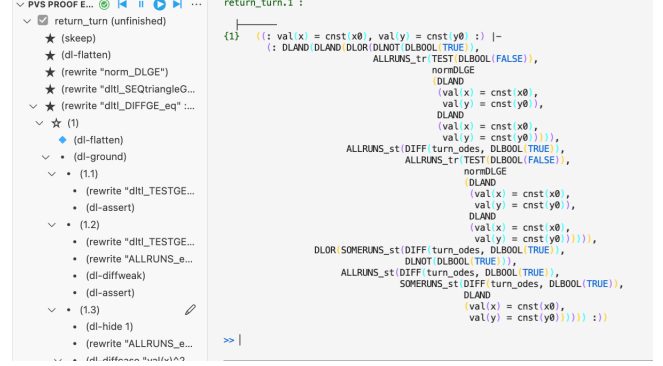 PVS PROOF E...
return_turn (unfinished)
(skeep)
(dl-flatten)
(rewrite "norm_DLGE")
(rewrite "dltl_SEQtriangleG...
(rewrite "dltl_DIFFGE_eq" :...
(1)
(dl-flatten)
(dl-ground)
(1.1)
(rewrite "dltl_TESTGE...
(dl-assert)
(1.2)
(rewrite "dltl_TESTGE...
(rewrite "ALLRUNS_e...
(dl-diffweak)
(dl-assert)
(1.3)
(dl-hide 1)
(rewrite "ALLRUNS_e...
(dl-diffcase "val(x)^2
return_turn.1 :
|-------
{1} ((: val(x) = cnst(x0), val(y) = cnst(y0) :) |-
(: DLAND(DLAND(DLOR(DLNOT(DLBOOL(TRUE)),
ALLRUNS_tr(TEST(DLBOOL(FALSE)),
normDLGE
(DLAND
(val(x) = cnst(x0),
val(y) = cnst(y0)),
DLAND
(val(x) = cnst(x0),
val(y) = cnst(y0))))),
ALLRUNS_st(DIFF(turn_odes, DLBOOL(TRUE)),
ALLRUNS_tr(TEST(DLBOOL(FALSE)),
normDLGE
(DLAND
(val(x) = cnst(x0),
val(y) = cnst(y0)),
DLAND
(val(x) = cnst(x0),
val(y) = cnst(y0)))))),
DLOR(SOMERUNS_st(DIFF(turn_odes, DLBOOL(TRUE)),
DLNOT(DLBOOL(TRUE))),
ALLRUNS_st(DIFF(turn_odes, DLBOOL(TRUE)),
SOMERUNS_st(DIFF(turn_odes, DLBOOL(TRUE)),
DLAND
(val(x) = cnst(x0),
val(y) = cnst(y0)))))) :))
>>